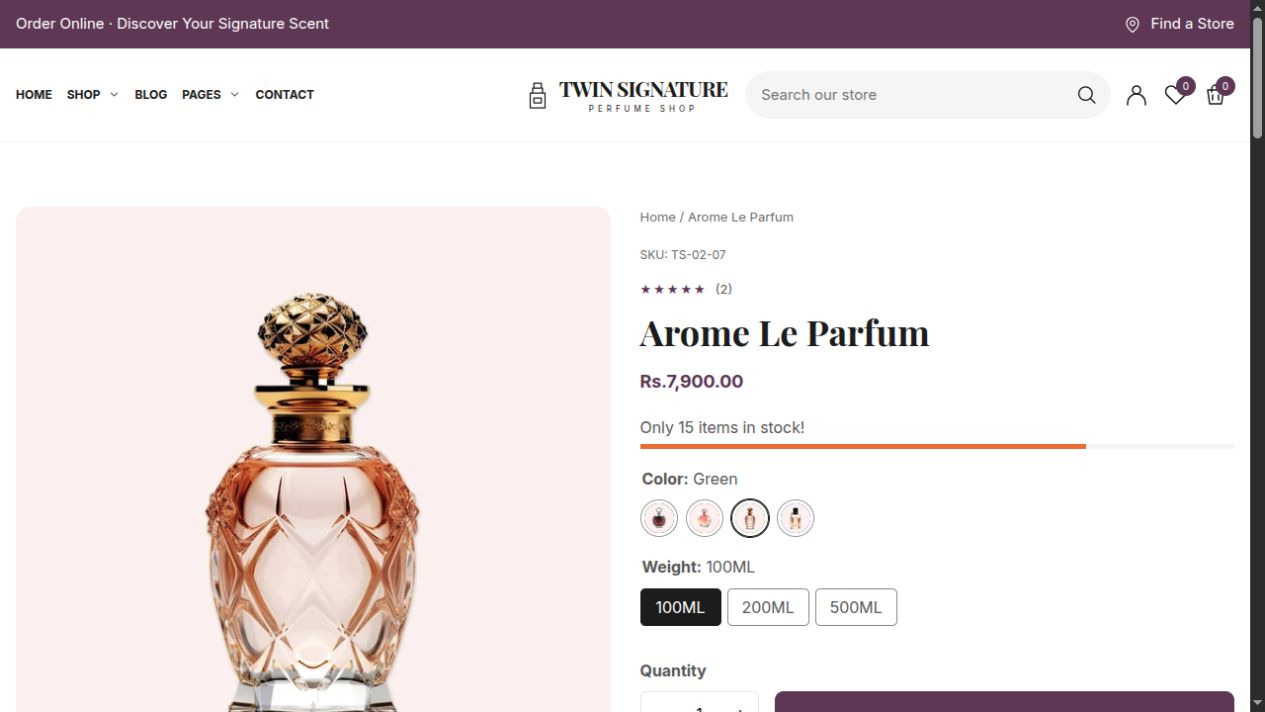 Order Online · Discover Your Signature Scent
Find a Store
HOME SHOP BLOG PAGES CONTACT
TWIN SIGNATURE
PERFUME SHOP
Search our store
0
0
Home / Arome Le Parfum
SKU: TS-02-07
★★★★★ (2)
Arome Le Parfum
Rs.7,900.00
Only 15 items in stock!
Color: Green
Weight: 100ML
100ML 200ML 500ML
Quantity